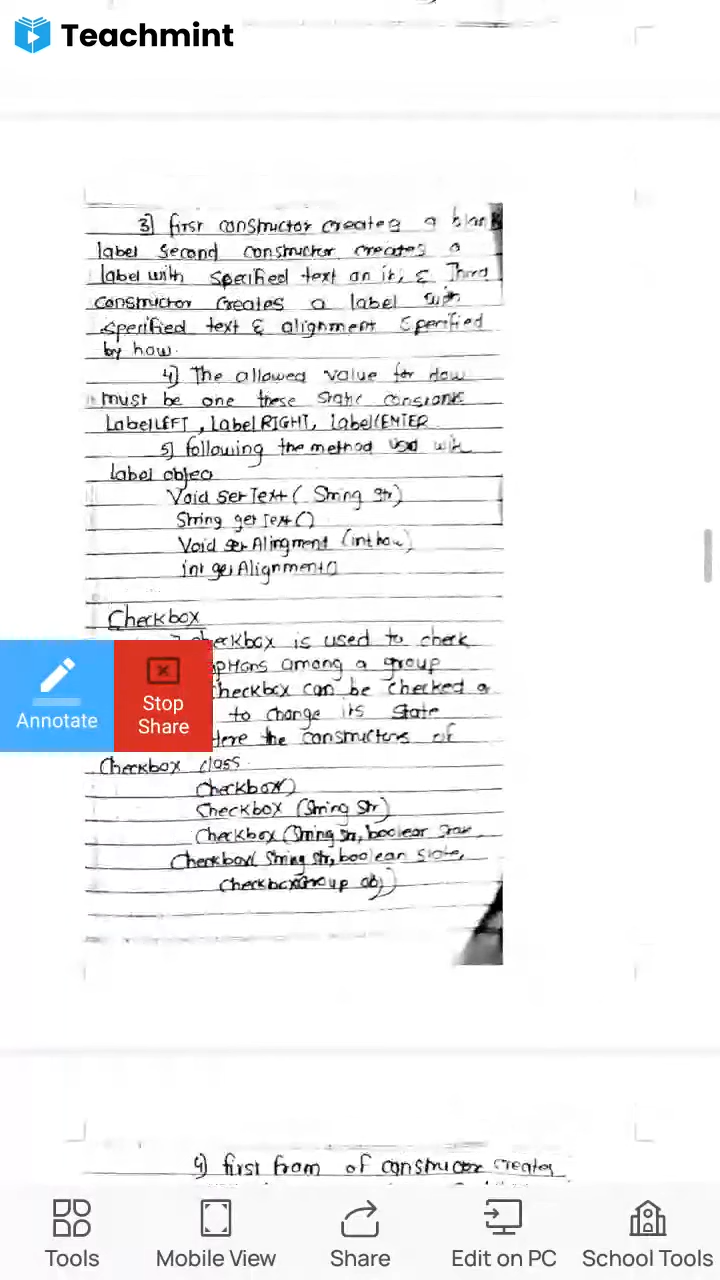 Teachmint
3] first constructor creates a blank
label second constructor creates a
label with specified text on it, & Third
constructor creates a label with
specified text & alignment specified
by how.
4] The allowed value for How
must be one these static constants
Label LEFT, Label RIGHT, Label CENTER
5] following the method used with
label object
Void setText( String str)
String getText()
Void setAlingment (int how)
int getAlignment()
Checkbox
checkbox is used to check
options among a group
checkbox can be checked or
to change its state
Here the constructors of
Checkbox class.
Checkbox()
Checkbox (String str)
Checkbox (String str, boolear state
Checkbox( String str, boolean state,
CheckboxGroup obj)
Annotate
Stop
Share
4) first from of constructor creates
Tools
Mobile View
Share
Edit on PC
School Tools